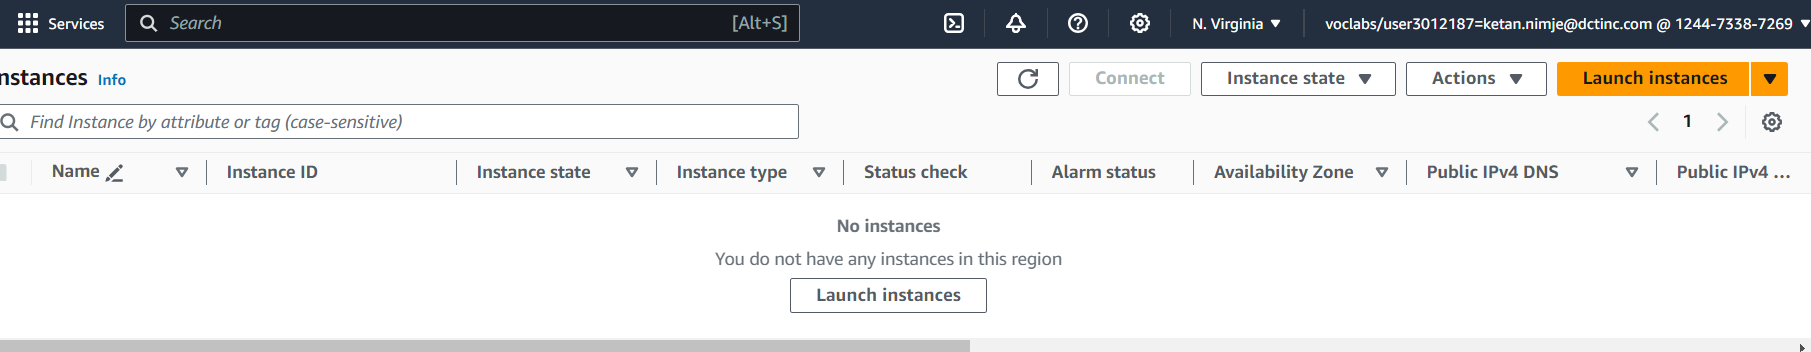 Services Search [Alt+S] N. Virginia voclabs/user3012187=ketan.nimje@dctinc.com @ 1244-7338-7269
nstances Info Connect Instance state Actions Launch instances
Find Instance by attribute or tag (case-sensitive) 1
Name Instance ID Instance state Instance type Status check Alarm status Availability Zone Public IPv4 DNS Public IPv4 ...
No instances
You do not have any instances in this region
Launch instances